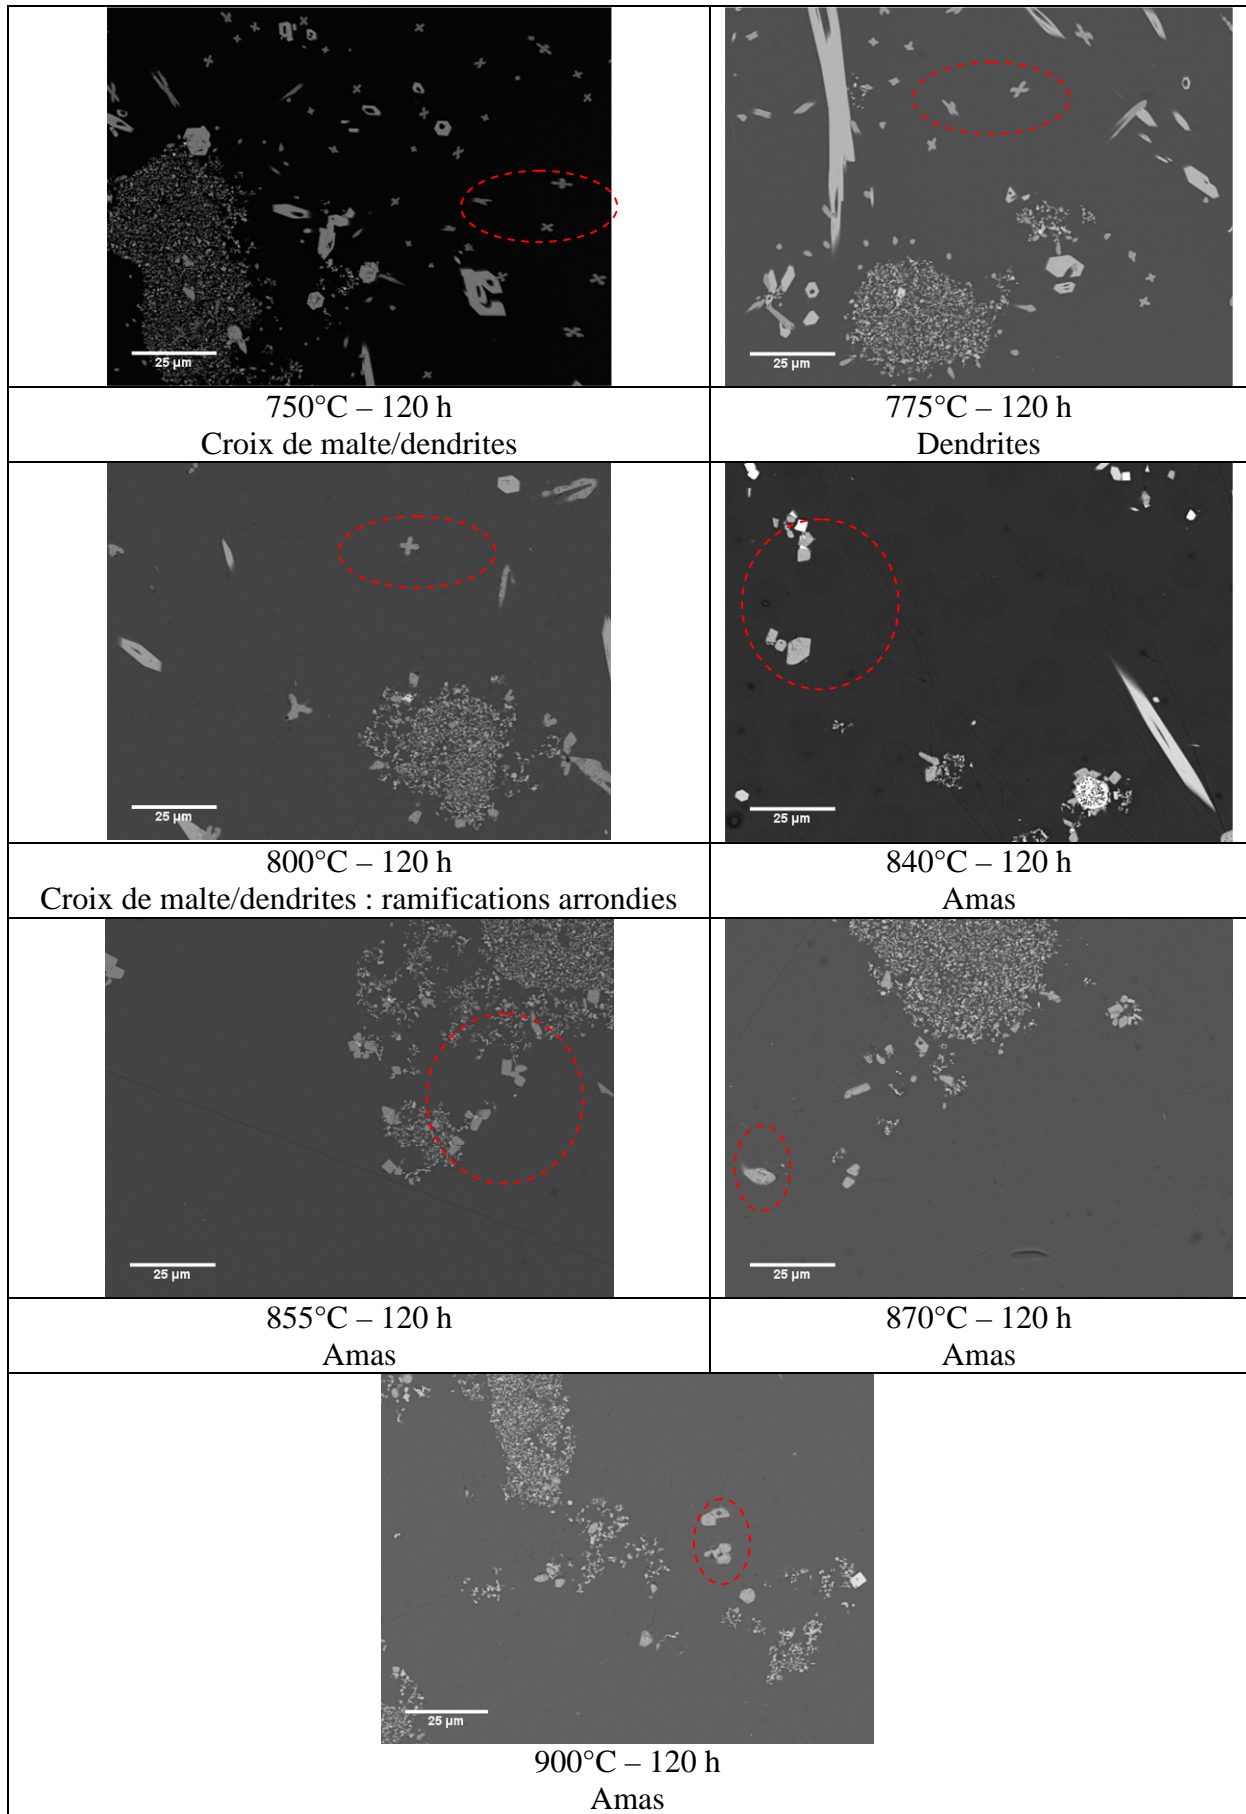 25 µm
25 µm
750°C – 120 h
Croix de malte/dendrites
775°C – 120 h
Dendrites
25 µm
25 µm
800°C – 120 h
Croix de malte/dendrites : ramifications arrondies
840°C – 120 h
Amas
25 µm
25 µm
855°C – 120 h
Amas
870°C – 120 h
Amas
25 µm
900°C – 120 h
Amas